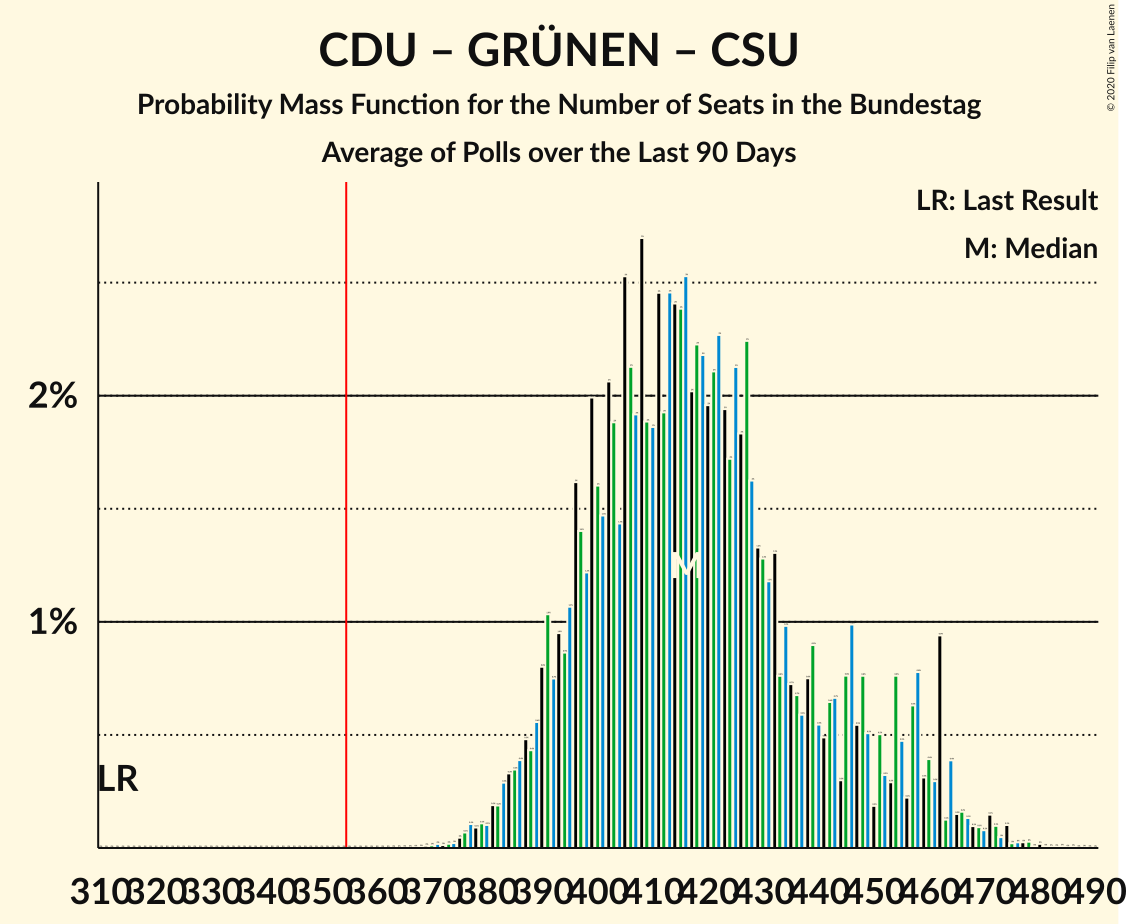 CDU – GRÜNEN – CSU
Probability Mass Function for the Number of Seats in the Bundestag
Average of Polls over the Last 90 Days
© 2020 Filip van Laenen
LR: Last Result
M: Median
2%
1%
M
LR
310 320 330 340 350 360 370 380 390 400 410 420 430 440 450 460 470 480 490